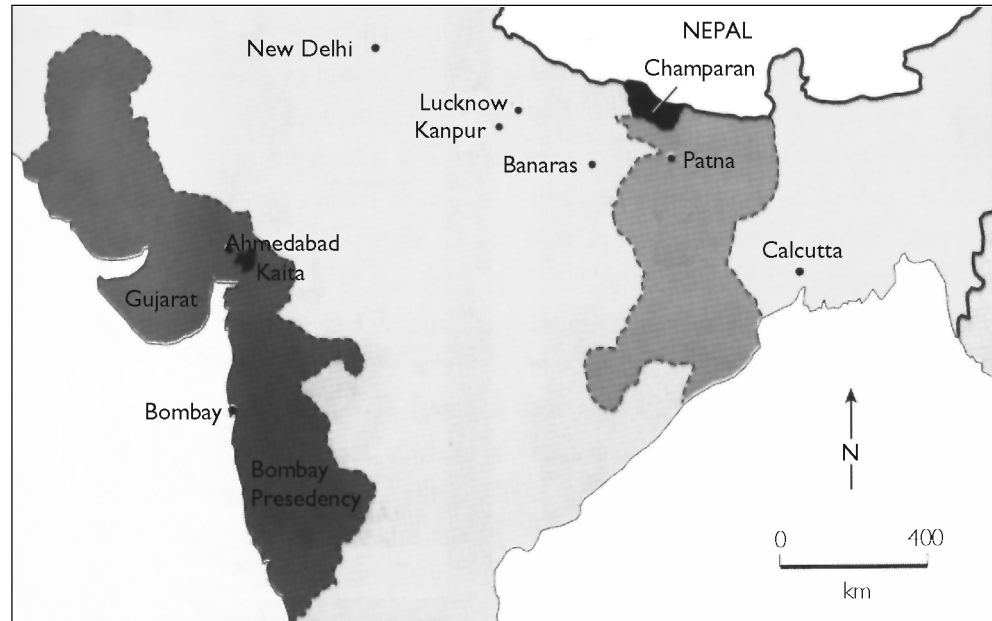 NEPAL
New Delhi
Champaran
Lucknow
Kanpur
Banaras
Patna
Ahmedabad
Kaita
Calcutta
Gujarat
Bombay
Bombay
Presedency
N
0 400
km